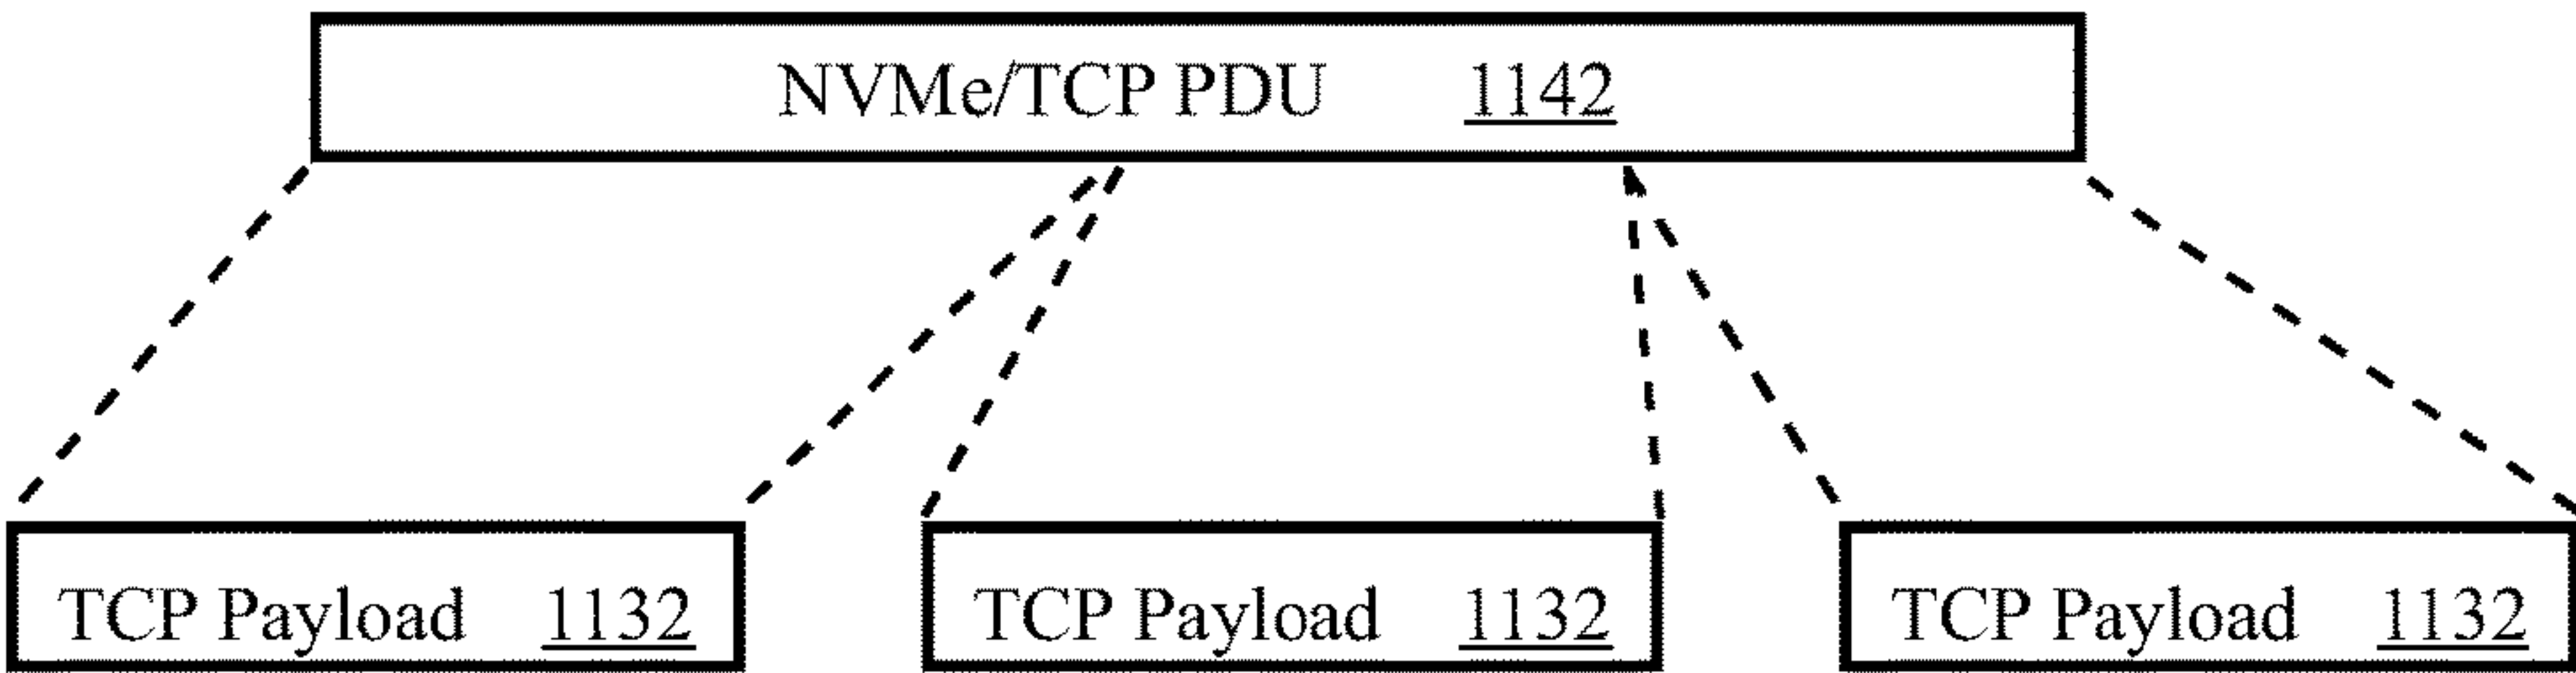 NVMe/TCP PDU 1142
TCP Payload 1132 TCP Payload 1132 TCP Payload 1132